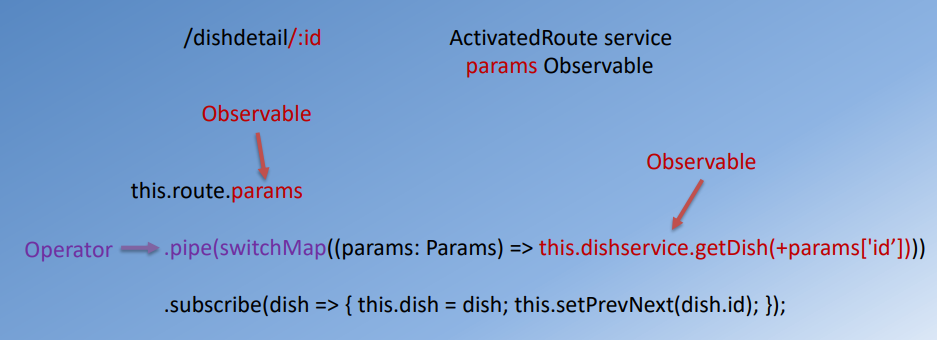 /dishdetail/:id
ActivatedRoute service
params Observable
Observable
Observable
this.route.params
Operator
.pipe(switchMap((params: Params) => this.dishservice.getDish(+params['id’])))
.subscribe(dish => { this.dish = dish; this.setPrevNext(dish.id); });